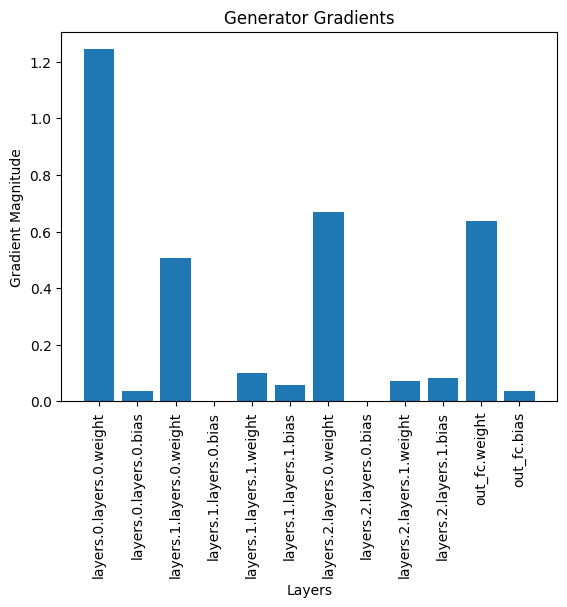 Generator Gradients
Gradient Magnitude
1.2
1.0
0.8
0.6
0.4
0.2
0.0
layers.0.layers.0.weight
layers.0.layers.0.bias
layers.1.layers.0.weight
layers.1.layers.0.bias
layers.1.layers.1.weight
layers.1.layers.1.bias
layers.2.layers.0.weight
layers.2.layers.0.bias
layers.2.layers.1.weight
layers.2.layers.1.bias
out_fc.weight
out_fc.bias
Layers